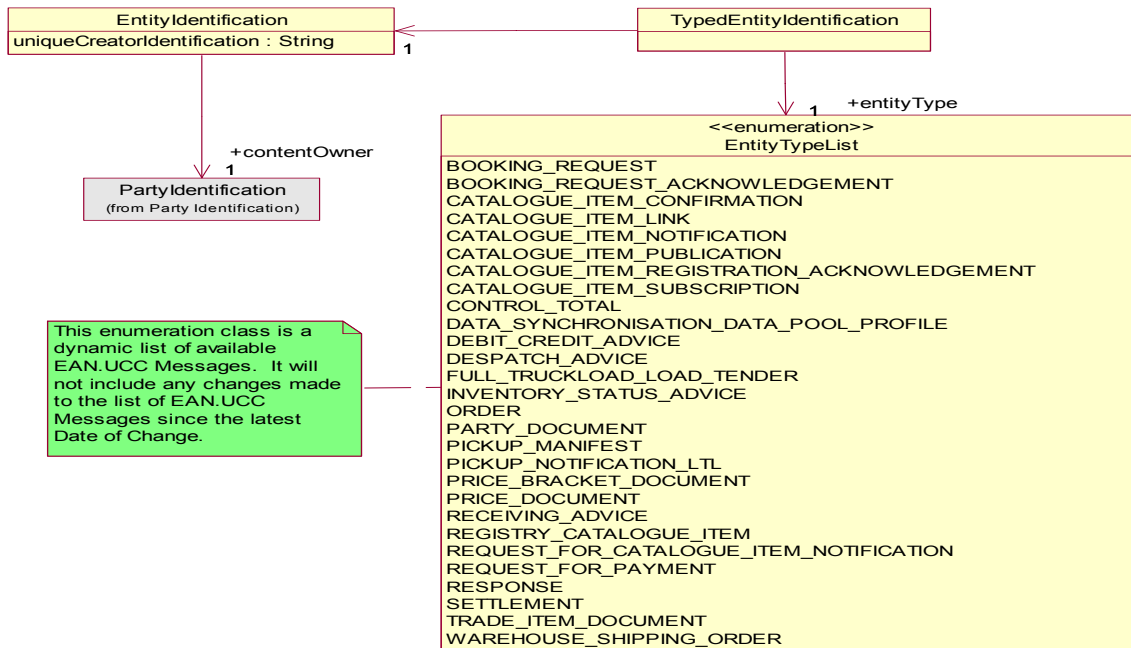 EntityIdentification
uniqueCreatorIdentification : String
TypedEntityIdentification
1
1
+entityType
+contentOwner
1
PartyIdentification
(from Party Identification)
<<enumeration>>
EntityTypeList
BOOKING_REQUEST
BOOKING_REQUEST_ACKNOWLEDGEMENT
CATALOGUE_ITEM_CONFIRMATION
CATALOGUE_ITEM_LINK
CATALOGUE_ITEM_NOTIFICATION
CATALOGUE_ITEM_PUBLICATION
CATALOGUE_ITEM_REGISTRATION_ACKNOWLEDGEMENT
CATALOGUE_ITEM_SUBSCRIPTION
CONTROL_TOTAL
DATA_SYNCHRONISATION_DATA_POOL_PROFILE
DEBIT_CREDIT_ADVICE
DESPATCH_ADVICE
FULL_TRUCKLOAD_LOAD_TENDER
INVENTORY_STATUS_ADVICE
ORDER
PARTY_DOCUMENT
PICKUP_MANIFEST
PICKUP_NOTIFICATION_LTL
PRICE_BRACKET_DOCUMENT
PRICE_DOCUMENT
RECEIVING_ADVICE
REGISTRY_CATALOGUE_ITEM
REQUEST_FOR_CATALOGUE_ITEM_NOTIFICATION
REQUEST_FOR_PAYMENT
RESPONSE
SETTLEMENT
TRADE_ITEM_DOCUMENT
WAREHOUSE_SHIPPING_ORDER
This enumeration class is a
dynamic list of available
EAN.UCC Messages.  It will
not include any changes made
to the list of EAN.UCC
Messages since the latest
Date of Change.